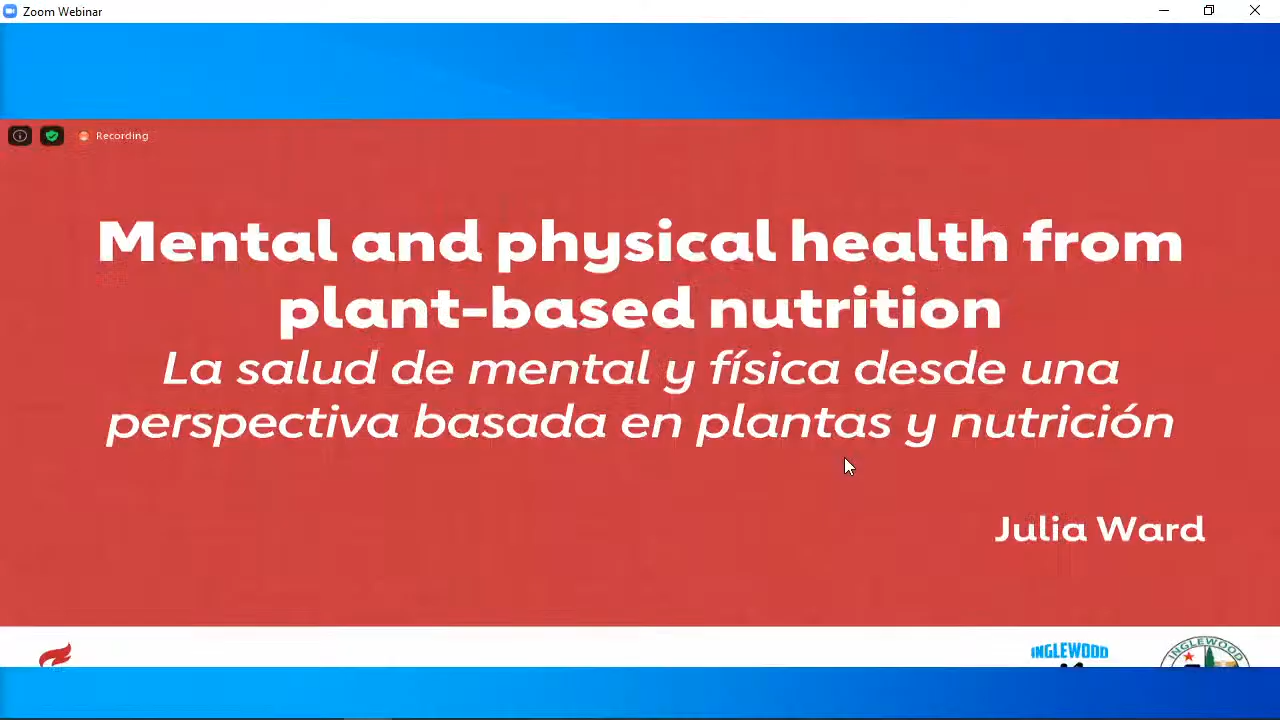 Zoom Webinar
Recording
Mental and physical health from
plant-based nutrition
La salud de mental y física desde una
perspectiva basada en plantas y nutrición
Julia Ward
INGLEWOOD
INGLEWOOD